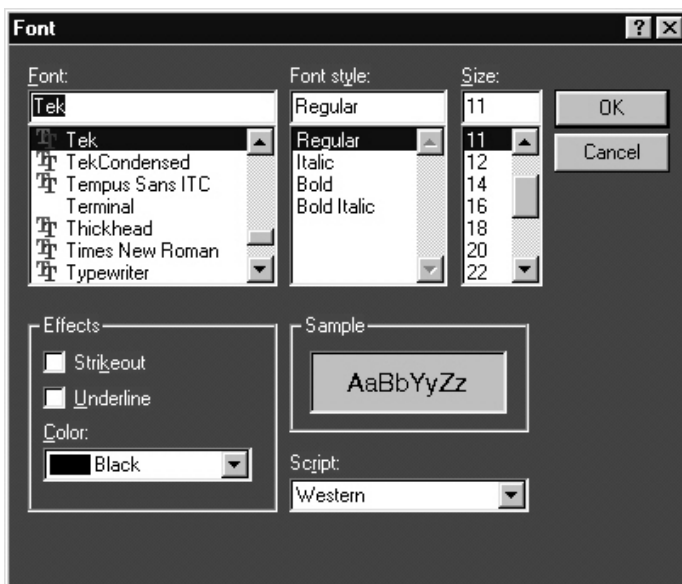 Font
Font: Font style: Size:
Tek Regular 11 OK
Tek Regular 11 Cancel
TekCondensed Italic 12
Tempus Sans ITC Bold 14
Terminal Bold Italic 16
Thickhead 18
Times New Roman 20
Typewriter 22
Effects Sample
Strikeout
AaBbYyZz
Underline
Color:
Black
Script:
Western